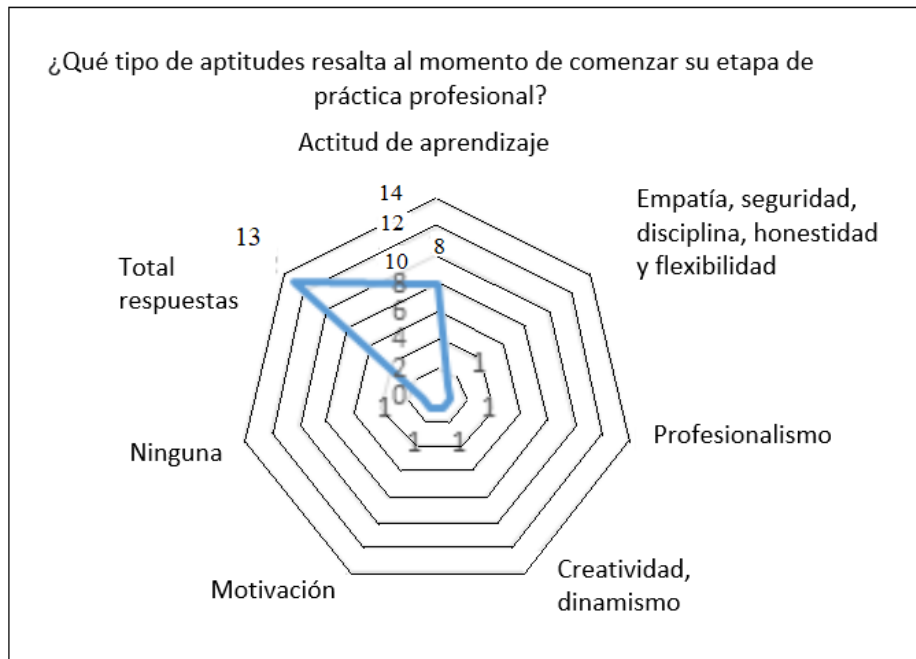 ¿Qué tipo de aptitudes resalta al momento de comenzar su etapa de
práctica profesional?
Actitud de aprendizaje
14
12
10
8
6
4
2
0
8
Empatía, seguridad,
disciplina, honestidad
y flexibilidad
1
Profesionalismo
1
Creatividad,
dinamismo
1
Motivación
1
Ninguna
1
Total
respuestas
13